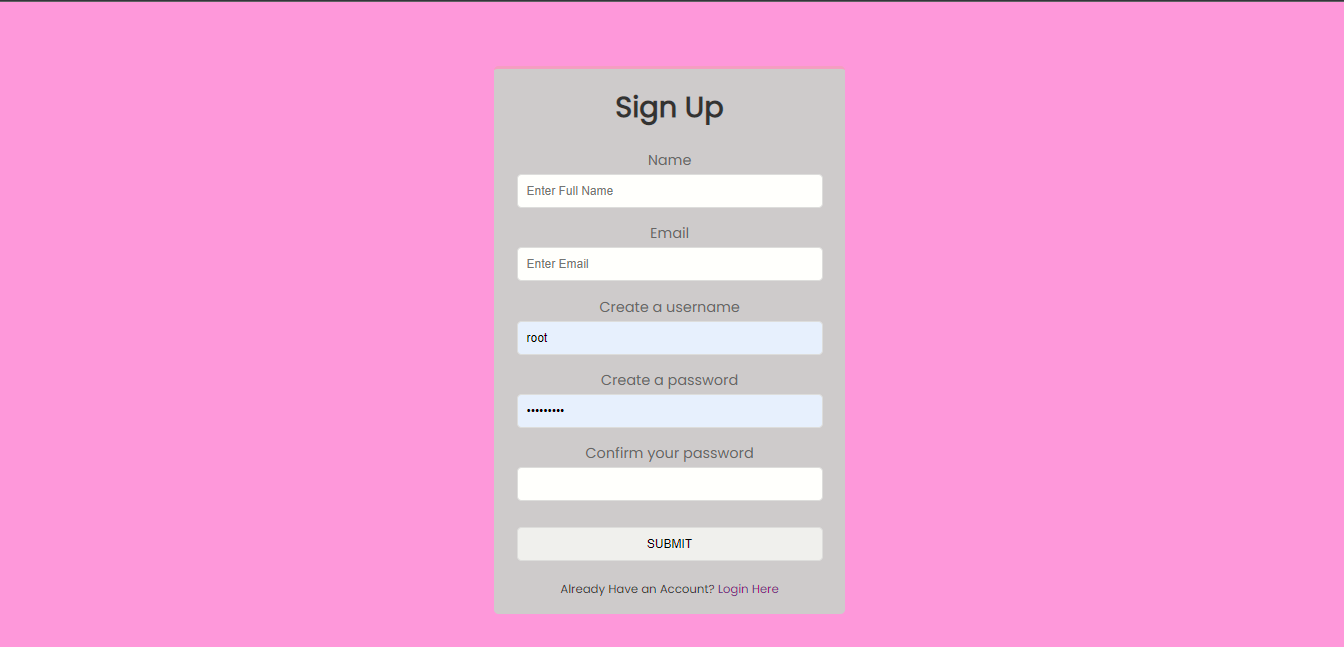 Sign Up
Name
Enter Full Name
Email
Enter Email
Create a username
root
Create a password
•••••••••
Confirm your password
SUBMIT
Already Have an Account? Login Here